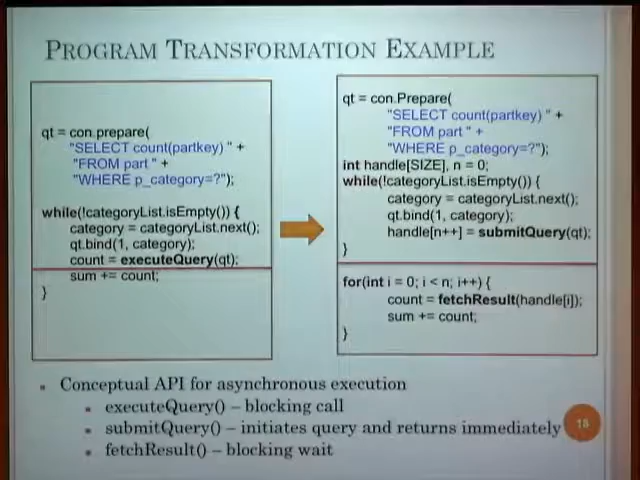 PROGRAM TRANSFORMATION EXAMPLE
qt = con.prepare(
"SELECT count(partkey) " +
"FROM part " +
"WHERE p_category=?");
while(!categoryList.isEmpty()) {
category = categoryList.next();
qt.bind(1, category);
count = executeQuery(qt);
sum += count;
}
qt = con.Prepare(
"SELECT count(partkey) " +
"FROM part " +
"WHERE p_category=?");
int handle[SIZE], n = 0;
while(!categoryList.isEmpty()) {
category = categoryList.next();
qt.bind(1, category);
handle[n++] = submitQuery(qt);
}
for(int i = 0; i < n; i++) {
count = fetchResult(handle[i]);
sum += count;
}
Conceptual API for asynchronous execution
executeQuery() – blocking call
submitQuery() – initiates query and returns immediately
fetchResult() – blocking wait